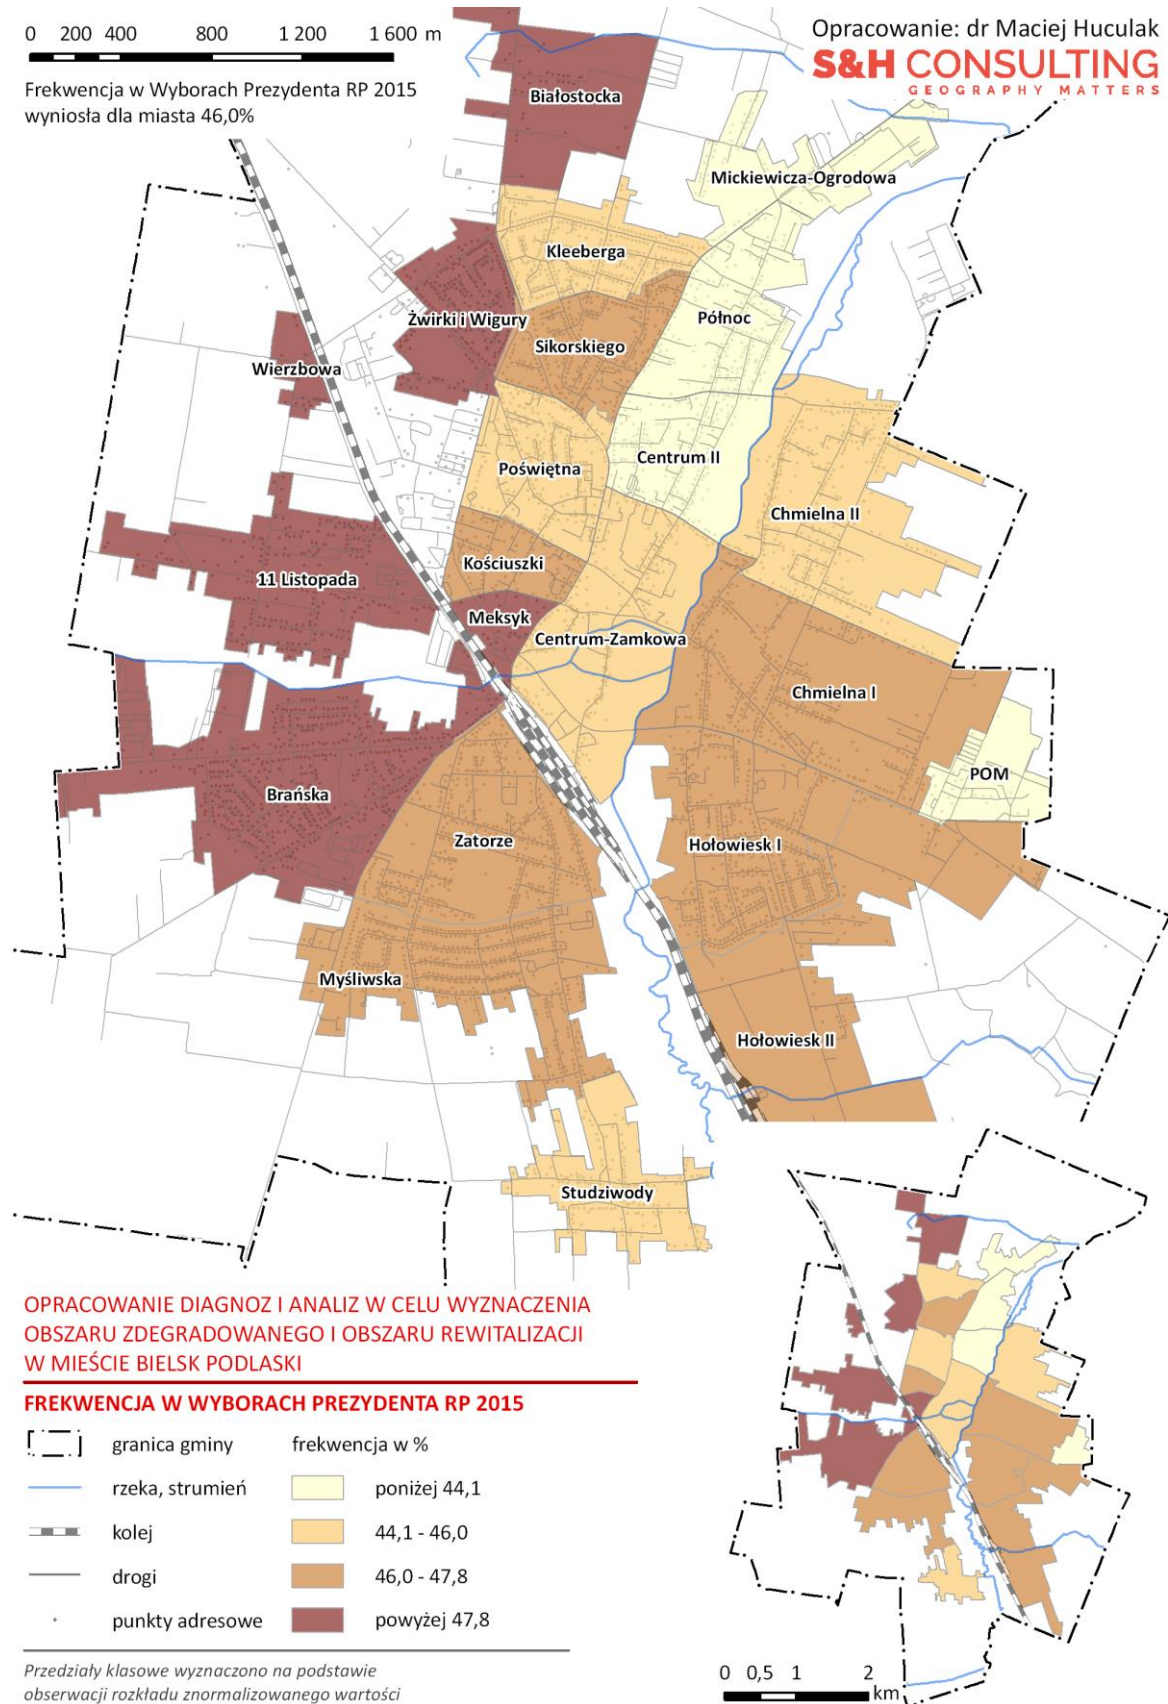 0 200 400 800 1 200 1 600 m
Frekwencja w Wyborach Prezydenta RP 2015
wyniosła dla miasta 46,0%
Opracowanie: dr Maciej Huculak
S&H CONSULTING
GEOGRAPHY MATTERS
Białostocka
Mickiewicza-Ogrodowa
Kleeberga
Żwirki i Wigury
Północ
Sikorskiego
Wierzbowa
Poświętna
Centrum II
Chmielna II
Kościuszki
11 Listopada
Meksyk
Centrum-Zamkowa
Chmielna I
POM
Brańska
Zatorze
Hołowiesk I
Myśliwska
Hołowiesk II
Studziwody
OPRACOWANIE DIAGNOZ I ANALIZ W CELU WYZNACZENIA
OBSZARU ZDEGRADOWANEGO I OBSZARU REWITALIZACJI
W MIEŚCIE BIELSK PODLASKI
FREKWENCJA W WYBORACH PREZYDENTA RP 2015
granica gminy frekwencja w %
rzeka, strumień poniżej 44,1
kolej 44,1 - 46,0
drogi 46,0 - 47,8
punkty adresowe powyżej 47,8
Przedziały klasowe wyznaczono na podstawie
obserwacji rozkładu znormalizowanego wartości
0 0,5 1 2
km